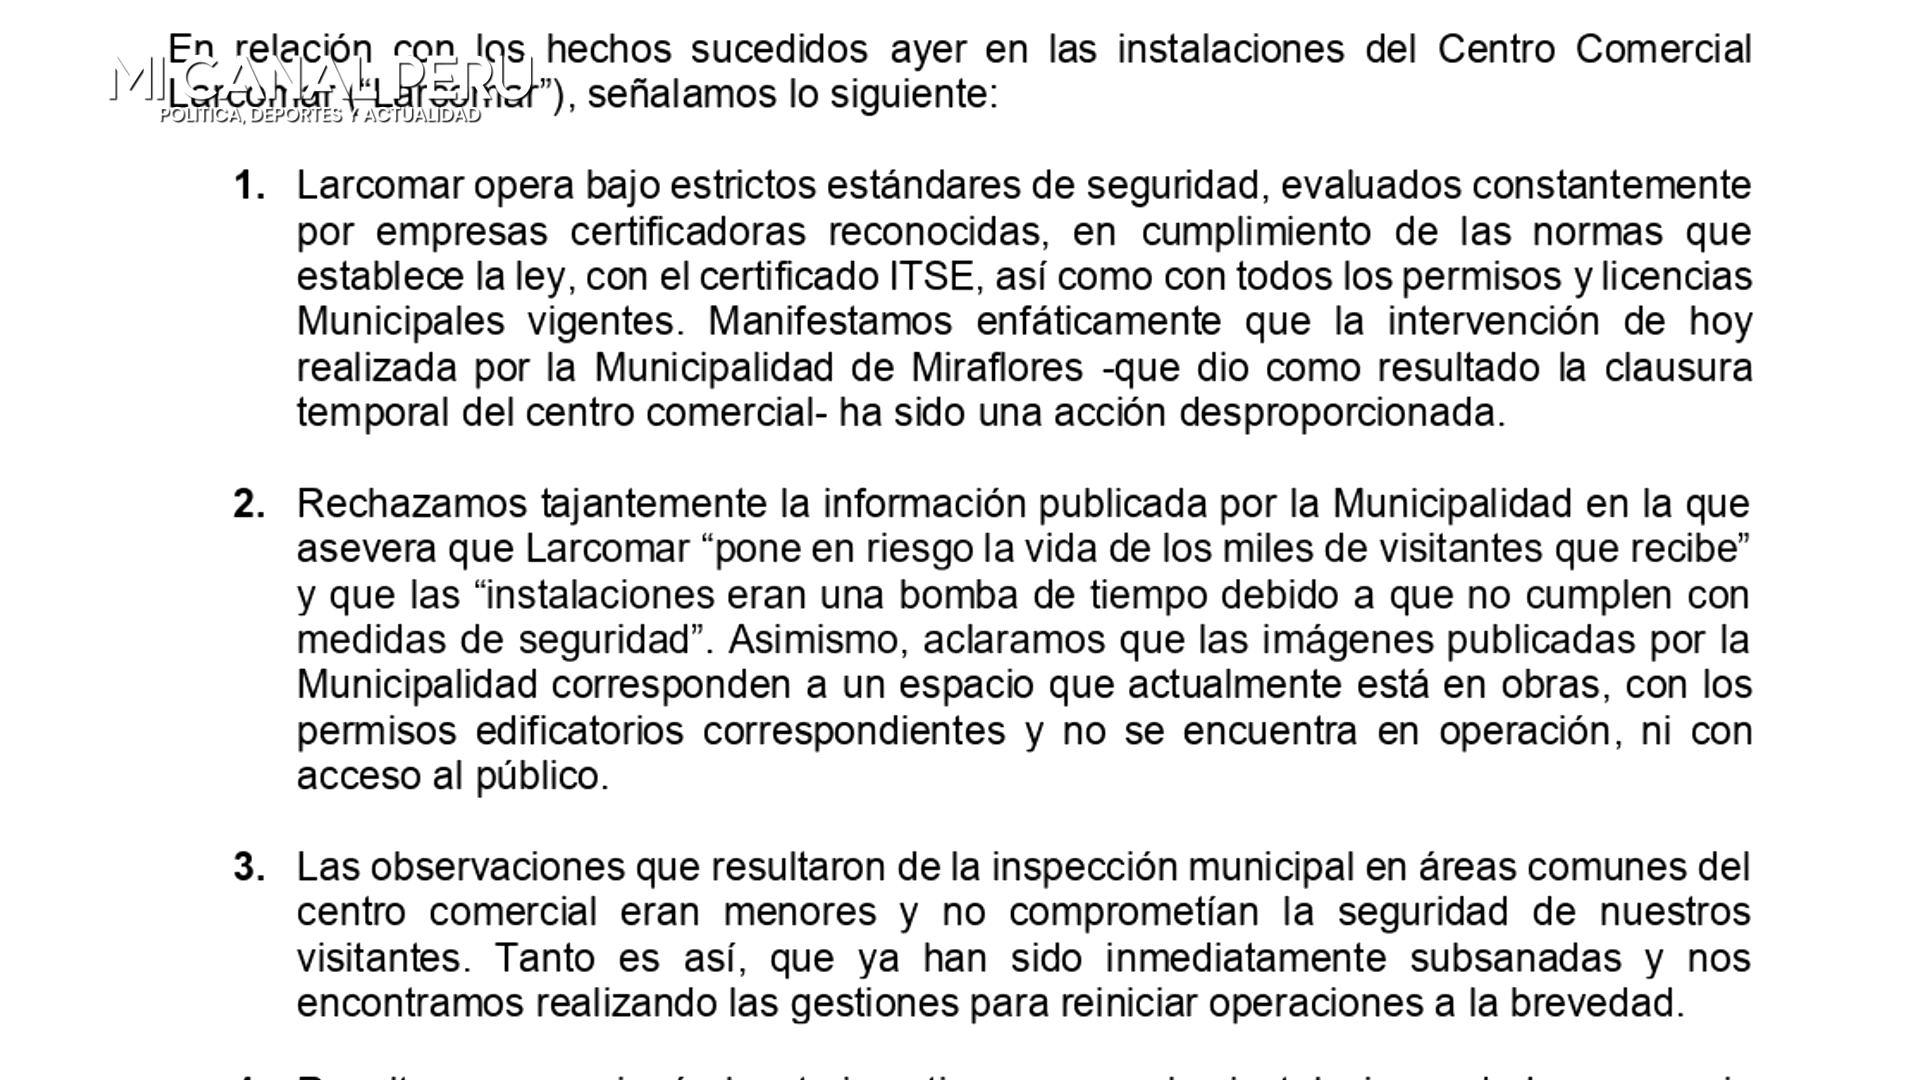 En relación con los hechos sucedidos ayer en las instalaciones del Centro Comercial
MI CANAL PERU
Larcomar (“Larcomar”), señalamos lo siguiente:
POLÍTICA, DEPORTES Y ACTUALIDAD
1. Larcomar opera bajo estrictos estándares de seguridad, evaluados constantemente
por empresas certificadoras reconocidas, en cumplimiento de las normas que
establece la ley, con el certificado ITSE, así como con todos los permisos y licencias
Municipales vigentes. Manifestamos enfáticamente que la intervención de hoy
realizada por la Municipalidad de Miraflores -que dio como resultado la clausura
temporal del centro comercial- ha sido una acción desproporcionada.
2. Rechazamos tajantemente la información publicada por la Municipalidad en la que
asevera que Larcomar “pone en riesgo la vida de los miles de visitantes que recibe”
y que las “instalaciones eran una bomba de tiempo debido a que no cumplen con
medidas de seguridad”. Asimismo, aclaramos que las imágenes publicadas por la
Municipalidad corresponden a un espacio que actualmente está en obras, con los
permisos edificatorios correspondientes y no se encuentra en operación, ni con
acceso al público.
3. Las observaciones que resultaron de la inspección municipal en áreas comunes del
centro comercial eran menores y no comprometían la seguridad de nuestros
visitantes. Tanto es así, que ya han sido inmediatamente subsanadas y nos
encontramos realizando las gestiones para reiniciar operaciones a la brevedad.